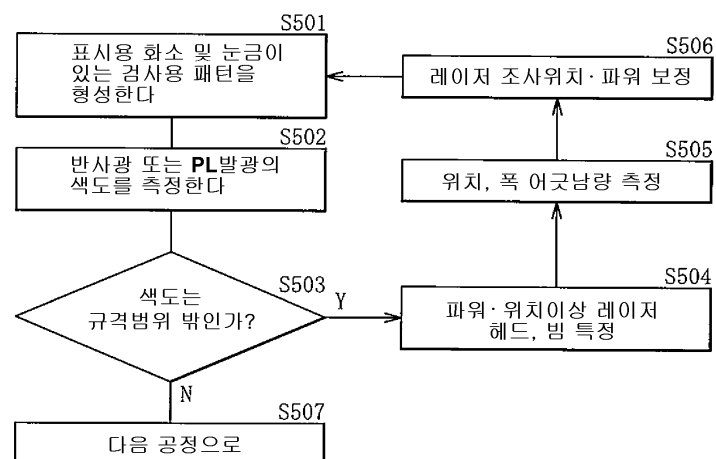 S501
표시용 화소 및 눈금이
있는 검사용 패턴을
형성한다
S502
반사광 또는 PL발광의
색도를 측정한다
S503
색도는
규격범위 밖인가?
Y
N
S504
파워·위치이상 레이저
헤드, 빔 특정
S505
위치, 폭 어긋남량 측정
S506
레이저 조사위치·파워 보정
S507
다음 공정으로